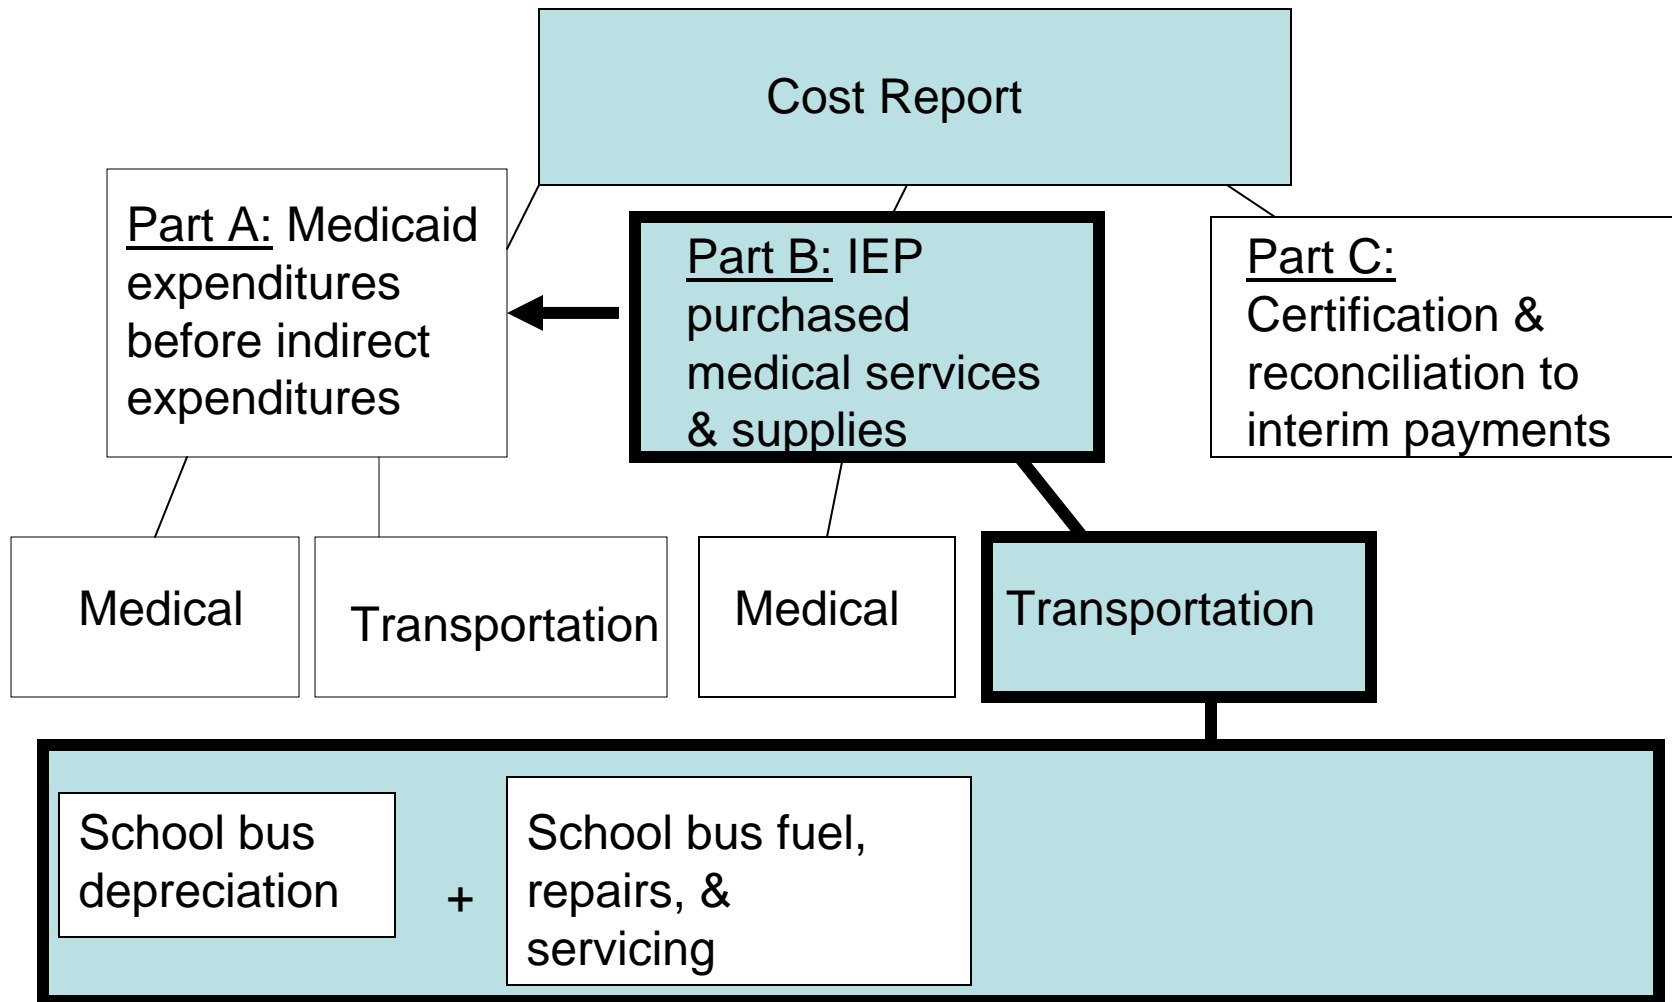 Cost Report
Part A: Medicaid
expenditures
before indirect
expenditures
Part B: IEP
purchased
medical services
& supplies
Part C:
Certification &
reconciliation to
interim payments
Medical
Transportation
Medical
Transportation
School bus
depreciation
+
School bus fuel,
repairs, &
servicing